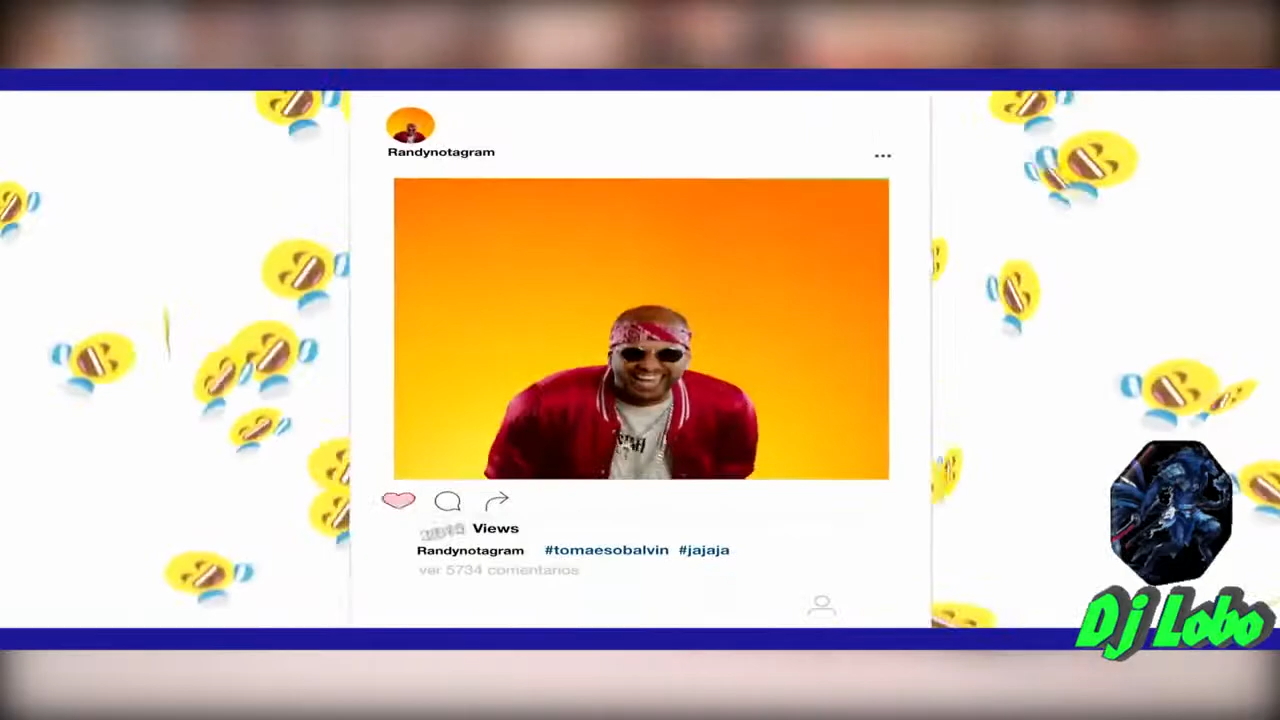 Randynotagram
Views
Randynotagram #tomaesobalvin #jajaja
ver 5734 comentarios
Dj Lobo